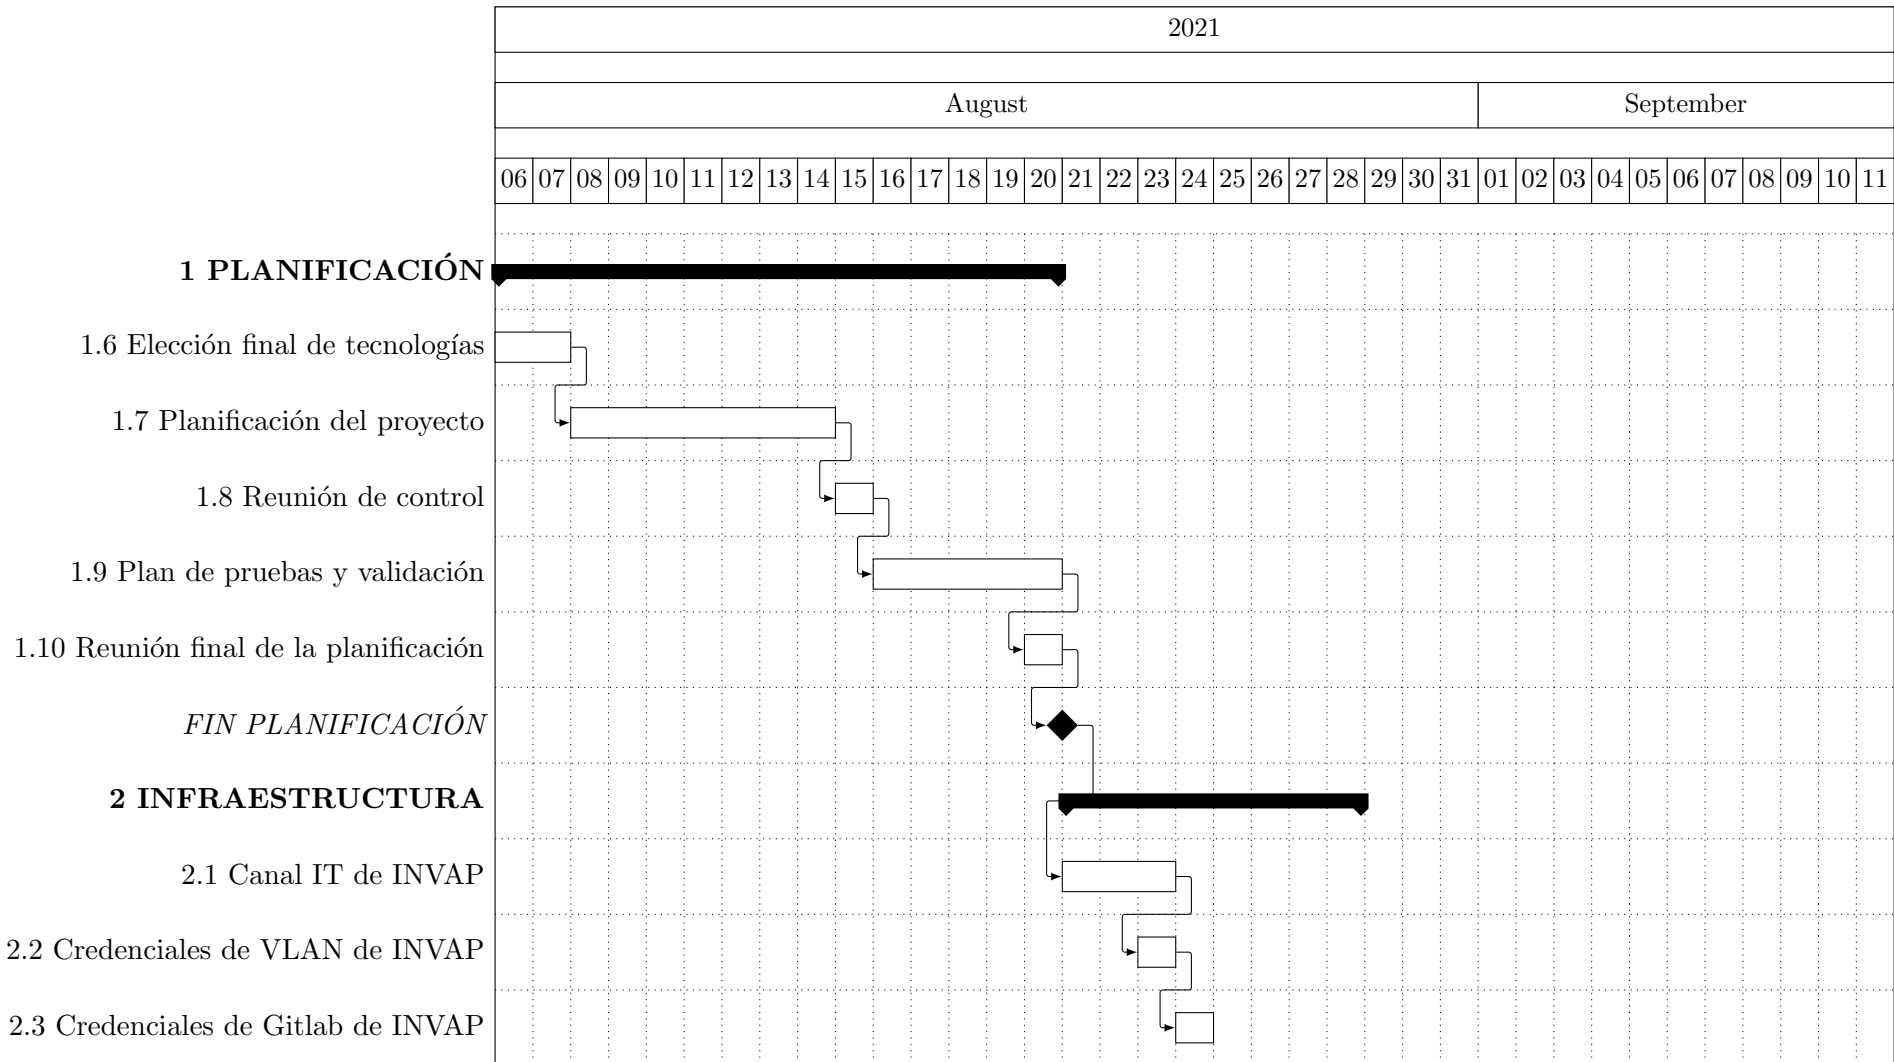 2021
August September
06 07 08 09 10 11 12 13 14 15 16 17 18 19 20 21 22 23 24 25 26 27 28 29 30 31 01 02 03 04 05 06 07 08 09 10 11
1 PLANIFICACIÓN
1.6 Elección final de tecnologías
1.7 Planificación del proyecto
1.8 Reunión de control
1.9 Plan de pruebas y validación
1.10 Reunión final de la planificación
FIN PLANIFICACIÓN
2 INFRAESTRUCTURA
2.1 Canal IT de INVAP
2.2 Credenciales de VLAN de INVAP
2.3 Credenciales de Gitlab de INVAP